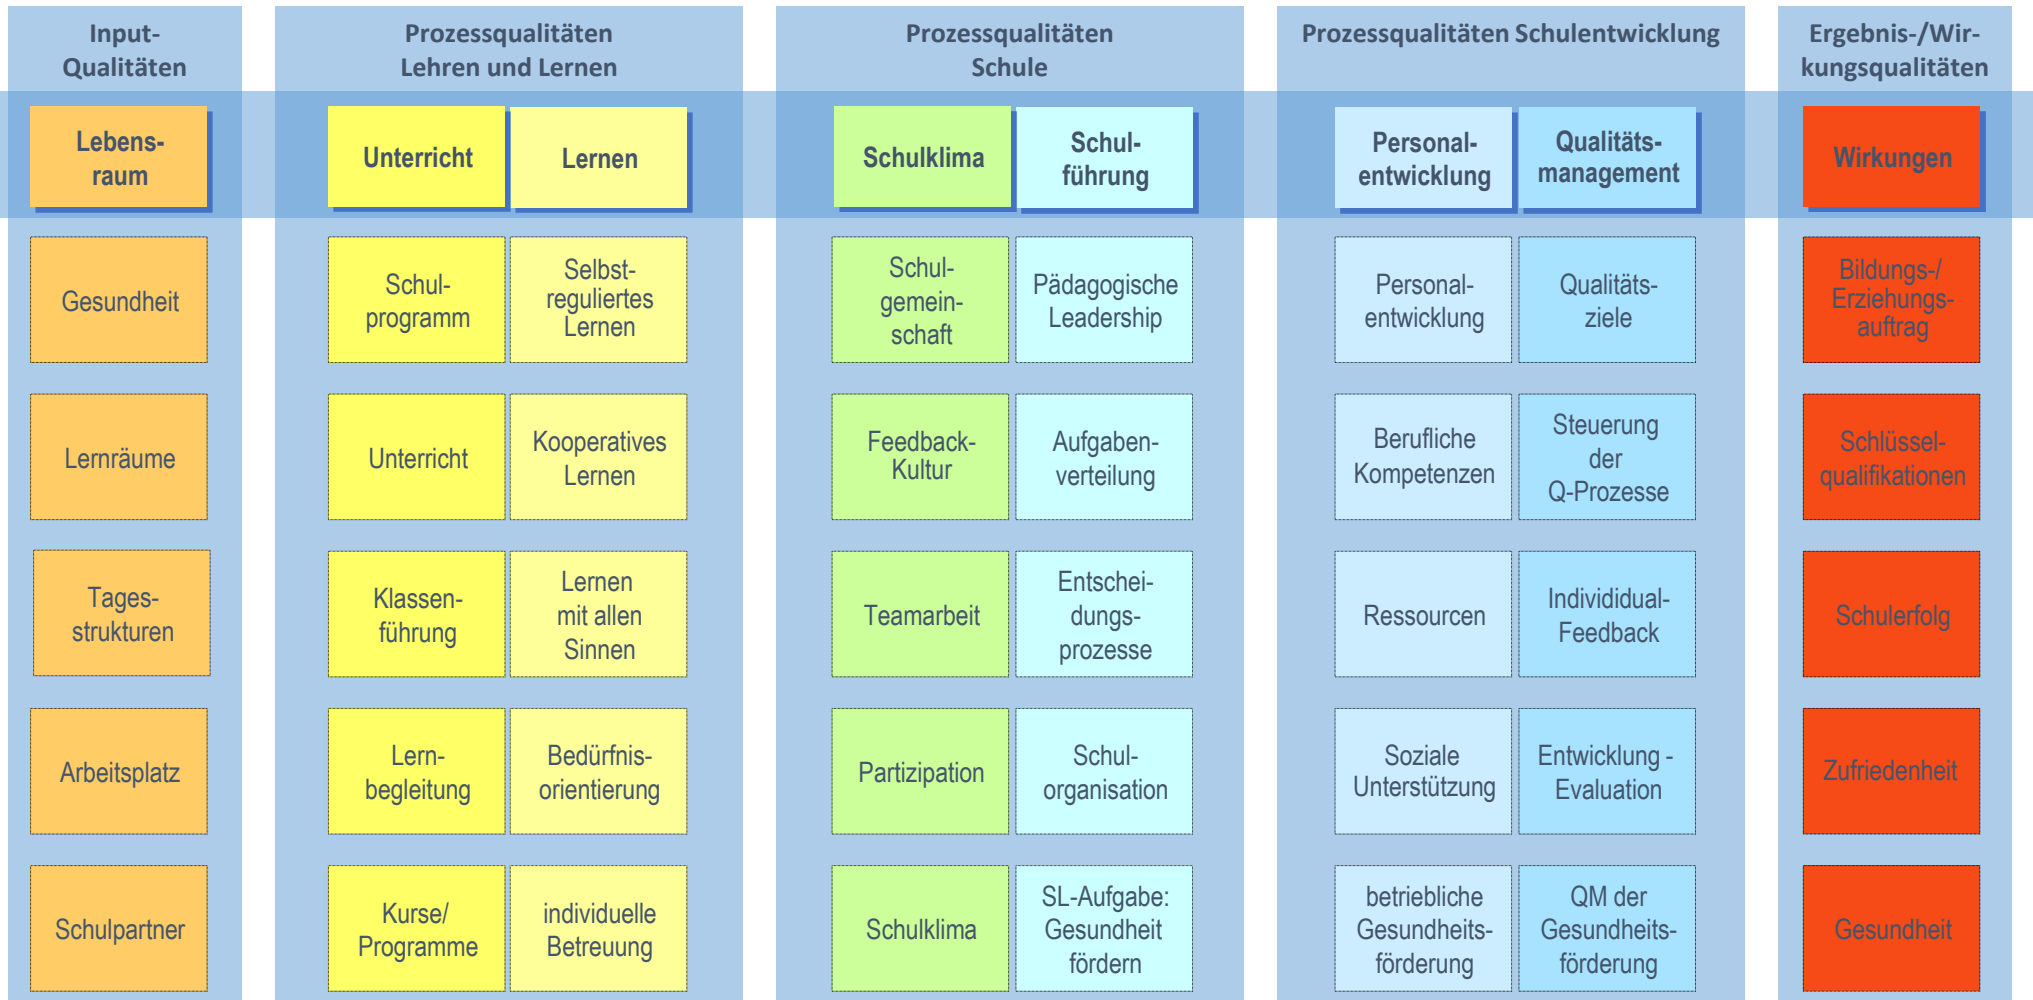 Input-
Qualitäten
Prozessqualitäten
Lehren und Lernen
Prozessqualitäten
Schule
Prozessqualitäten Schulentwicklung
Ergebnis-/Wir-
kungsqualitäten
Lebens-
raum
Unterricht
Lernen
Schulklima
Schul-
führung
Personal-
entwicklung
Qualitäts-
management
Wirkungen
Gesundheit
Schul-
programm
Selbst-
reguliertes
Lernen
Schul-
gemein-
schaft
Pädagogische
Leadership
Personal-
entwicklung
Qualitäts-
ziele
Bildungs-/
Erziehungs-
auftrag
Lernräume
Unterricht
Kooperatives
Lernen
Feedback-
Kultur
Aufgaben-
verteilung
Berufliche
Kompetenzen
Steuerung
der
Q-Prozesse
Schlüssel-
qualifikationen
Tages-
strukturen
Klassen-
führung
Lernen
mit allen
Sinnen
Teamarbeit
Entschei-
dungs-
prozesse
Ressourcen
Individidual-
Feedback
Schulerfolg
Arbeitsplatz
Lern-
begleitung
Bedürfnis-
orientierung
Partizipation
Schul-
organisation
Soziale
Unterstützung
Entwicklung -
Evaluation
Zufriedenheit
Schulpartner
Kurse/
Programme
individuelle
Betreuung
Schulklima
SL-Aufgabe:
Gesundheit
fördern
betriebliche
Gesundheits-
förderung
QM der
Gesundheits-
förderung
Gesundheit